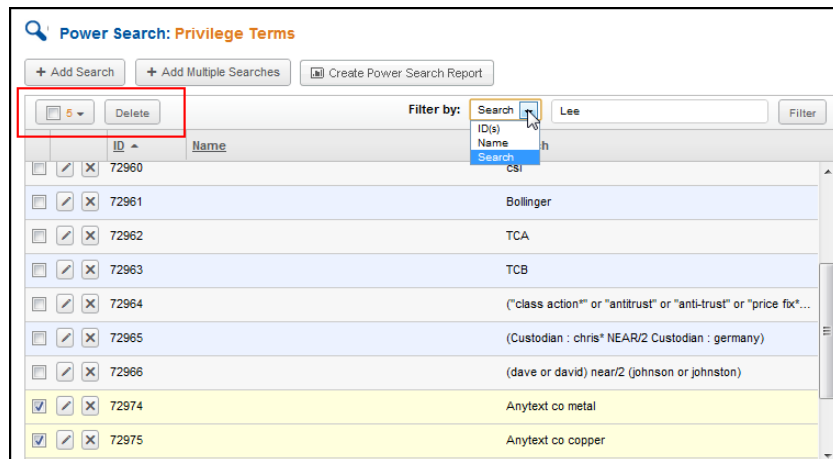 Power Search: Privilege Terms
+ Add Search + Add Multiple Searches Create Power Search Report
5 Delete Filter by: Search Lee Filter
ID(s)
Name
Search
ID Name h
72960 csl
72961 Bollinger
72962 TCA
72963 TCB
72964 ("class action*" or "antitrust" or "anti-trust" or "price fix*...
72965 (Custodian : chris* NEAR/2 Custodian : germany)
72966 (dave or david) near/2 (johnson or johnston)
72974 Anytext co metal
72975 Anytext co copper